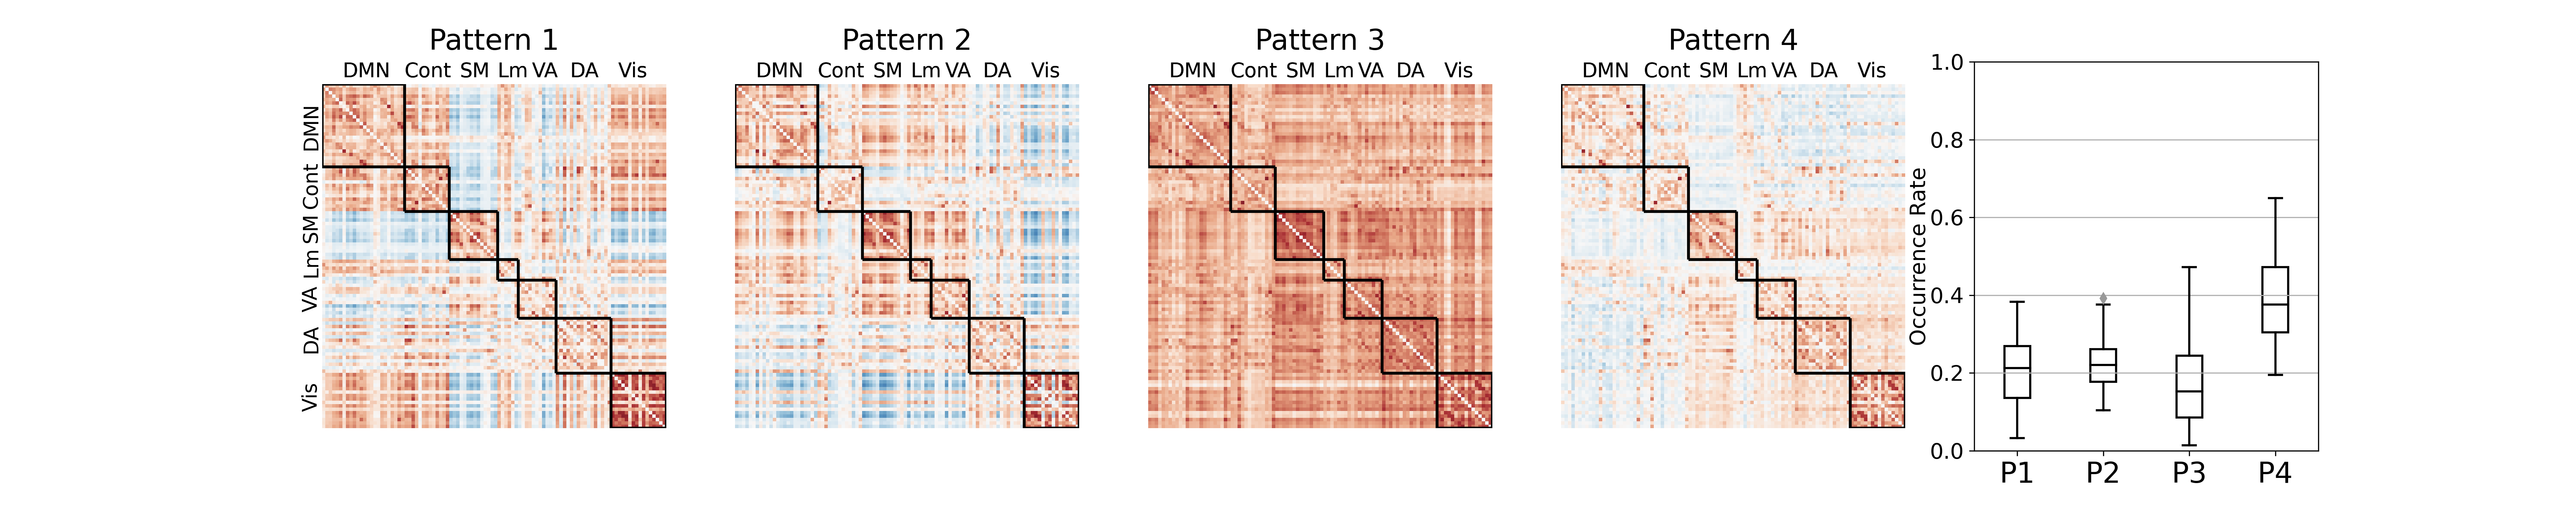 Pattern 1
DMN Cont SM Lm VA DA Vis
DMN
Cont
SM
Lm
VA
DA
Vis
Pattern 2
DMN Cont SM Lm VA DA Vis
Pattern 3
DMN Cont SM Lm VA DA Vis
Pattern 4
DMN Cont SM Lm VA DA Vis
Occurrence Rate
1.0
0.8
0.6
0.4
0.2
0.0
P1 P2 P3 P4